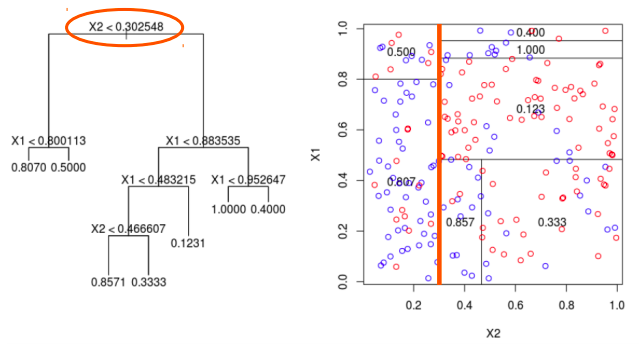 X2 < 0.302548
X1 < 0.800113
0.8070 0.5000
X1 < 0.883535
X1 < 0.483215
X1 < 0.952647
1.0000 0.4000
X2 < 0.466607
0.1231
0.8571 0.3333
X1
0.0 0.2 0.4 0.6 0.8 1.0
0.400
0.500
1.000
0.123
0.807
0.857
0.333
0.2 0.4 0.6 0.8 1.0
X2